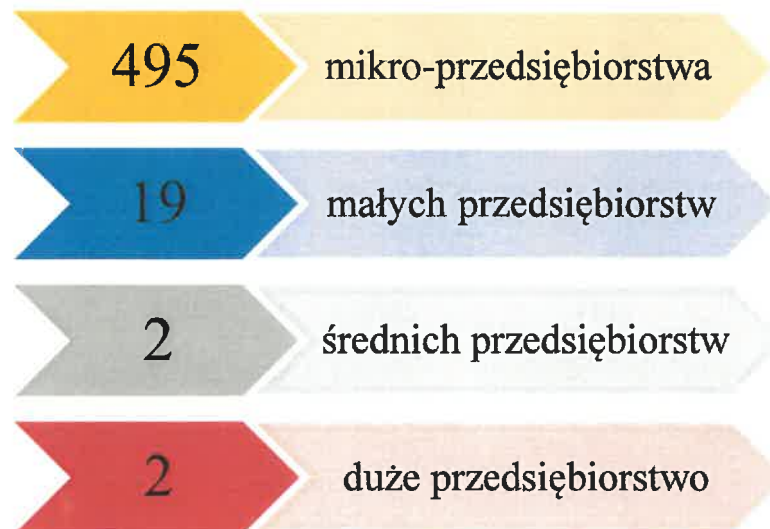 495 mikro-przedsiębiorstwa
19 małych przedsiębiorstw
2 średnich przedsiębiorstw
2 duże przedsiębiorstwo